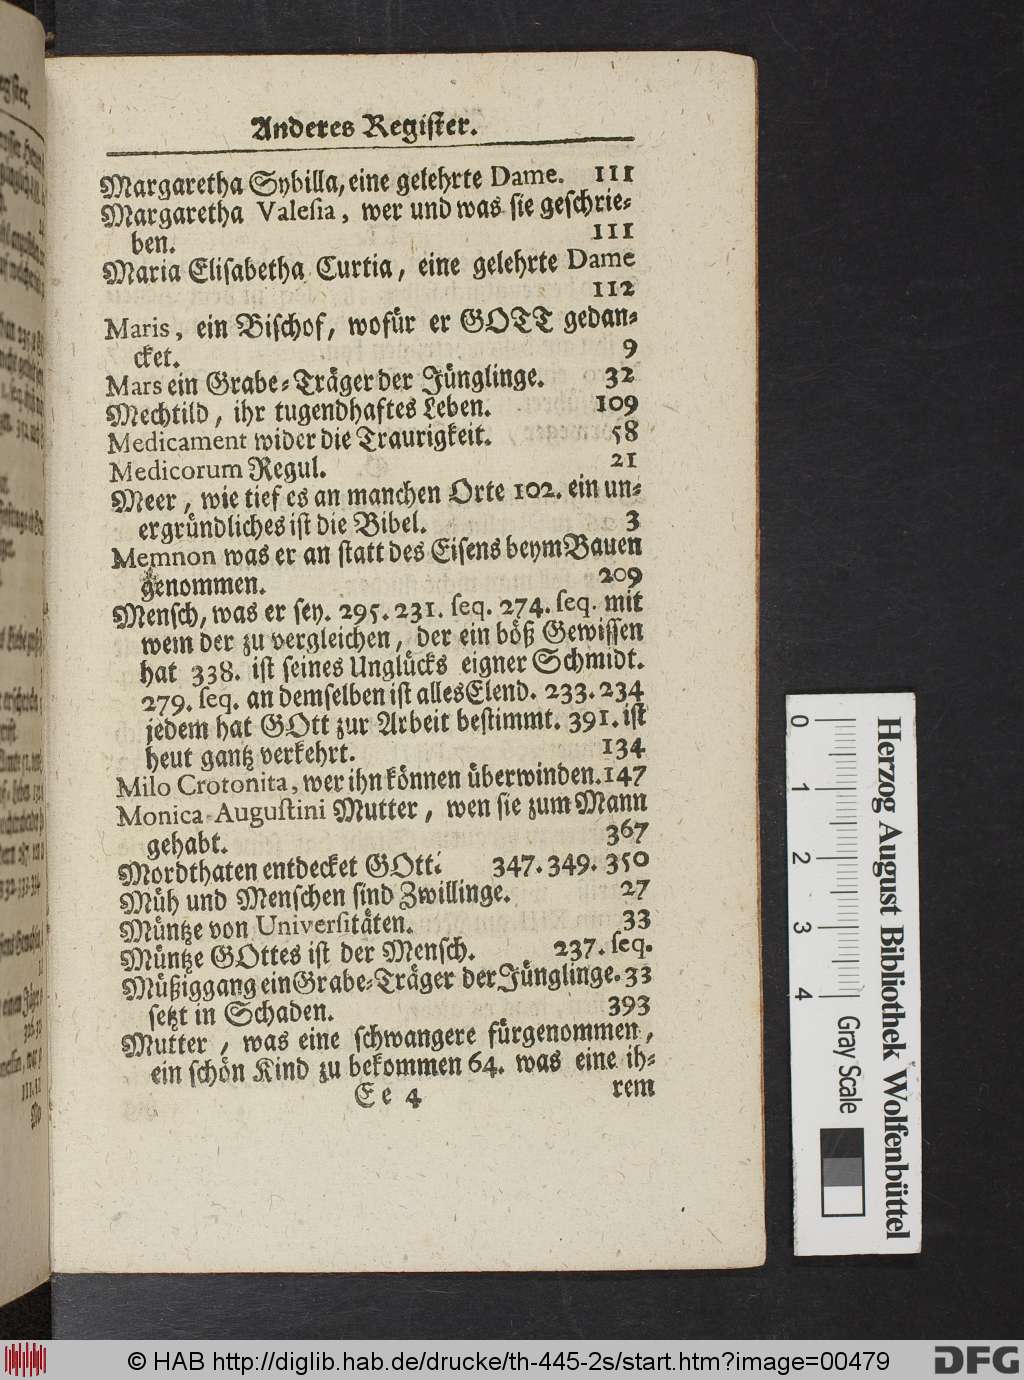 Anderes Register.
Margaretha Sybilla, eine gelehrte Dame. 111
Margaretha Valesia, wer und was sie geschrie-
ben. 111
Maria Elisabetha Curtia, eine gelehrte Dame
112
Maris, ein Bischof, wofür er GOTT gedan-
cket. 9
Mars ein Grabe-Träger der Jünglinge. 32
Mechtild, ihr tugendhaftes Leben. 109
Medicament wider die Traurigkeit. 58
Medicorum Regul. 21
Meer, wie tief es an manchen Orte 102. ein un-
ergründliches ist die Bibel. 3
Memnon was er an statt des Eisens beym Bauen
genommen. 209
Mensch, was er sey. 295. 231. seq. 274. seq. mit
wem der zu vergleichen, der ein böß Gewissen
hat 338. ist seines Unglücks eigner Schmidt.
279. seq. an demselben ist alles Elend. 233. 234
jedem hat GOtt zur Arbeit bestimmt. 391. ist
heut gantz verkehrt. 134
Milo Crotonita, wer ihn können überwinden. 147
Monica Augustini Mutter, wen sie zum Mann
gehabt. 367
Mordthaten entdecket GOtt. 347. 349. 350
Müh und Menschen sind Zwillinge. 27
Müntze von Universitäten. 33
Müntze GOttes ist der Mensch. 237. seq.
Müßiggang ein Grabe-Träger der Jünglinge. 33
setzt in Schaden. 393
Mutter, was eine schwangere fürgenommen,
ein schön Kind zu bekommen 64. was eine ih-
Ee 4 rem
0 1 2 3 4
Gray Scale
Herzog August Bibliothek Wolfenbüttel
© HAB http://diglib.hab.de/drucke/th-445-2s/start.htm?image=00479
DFG